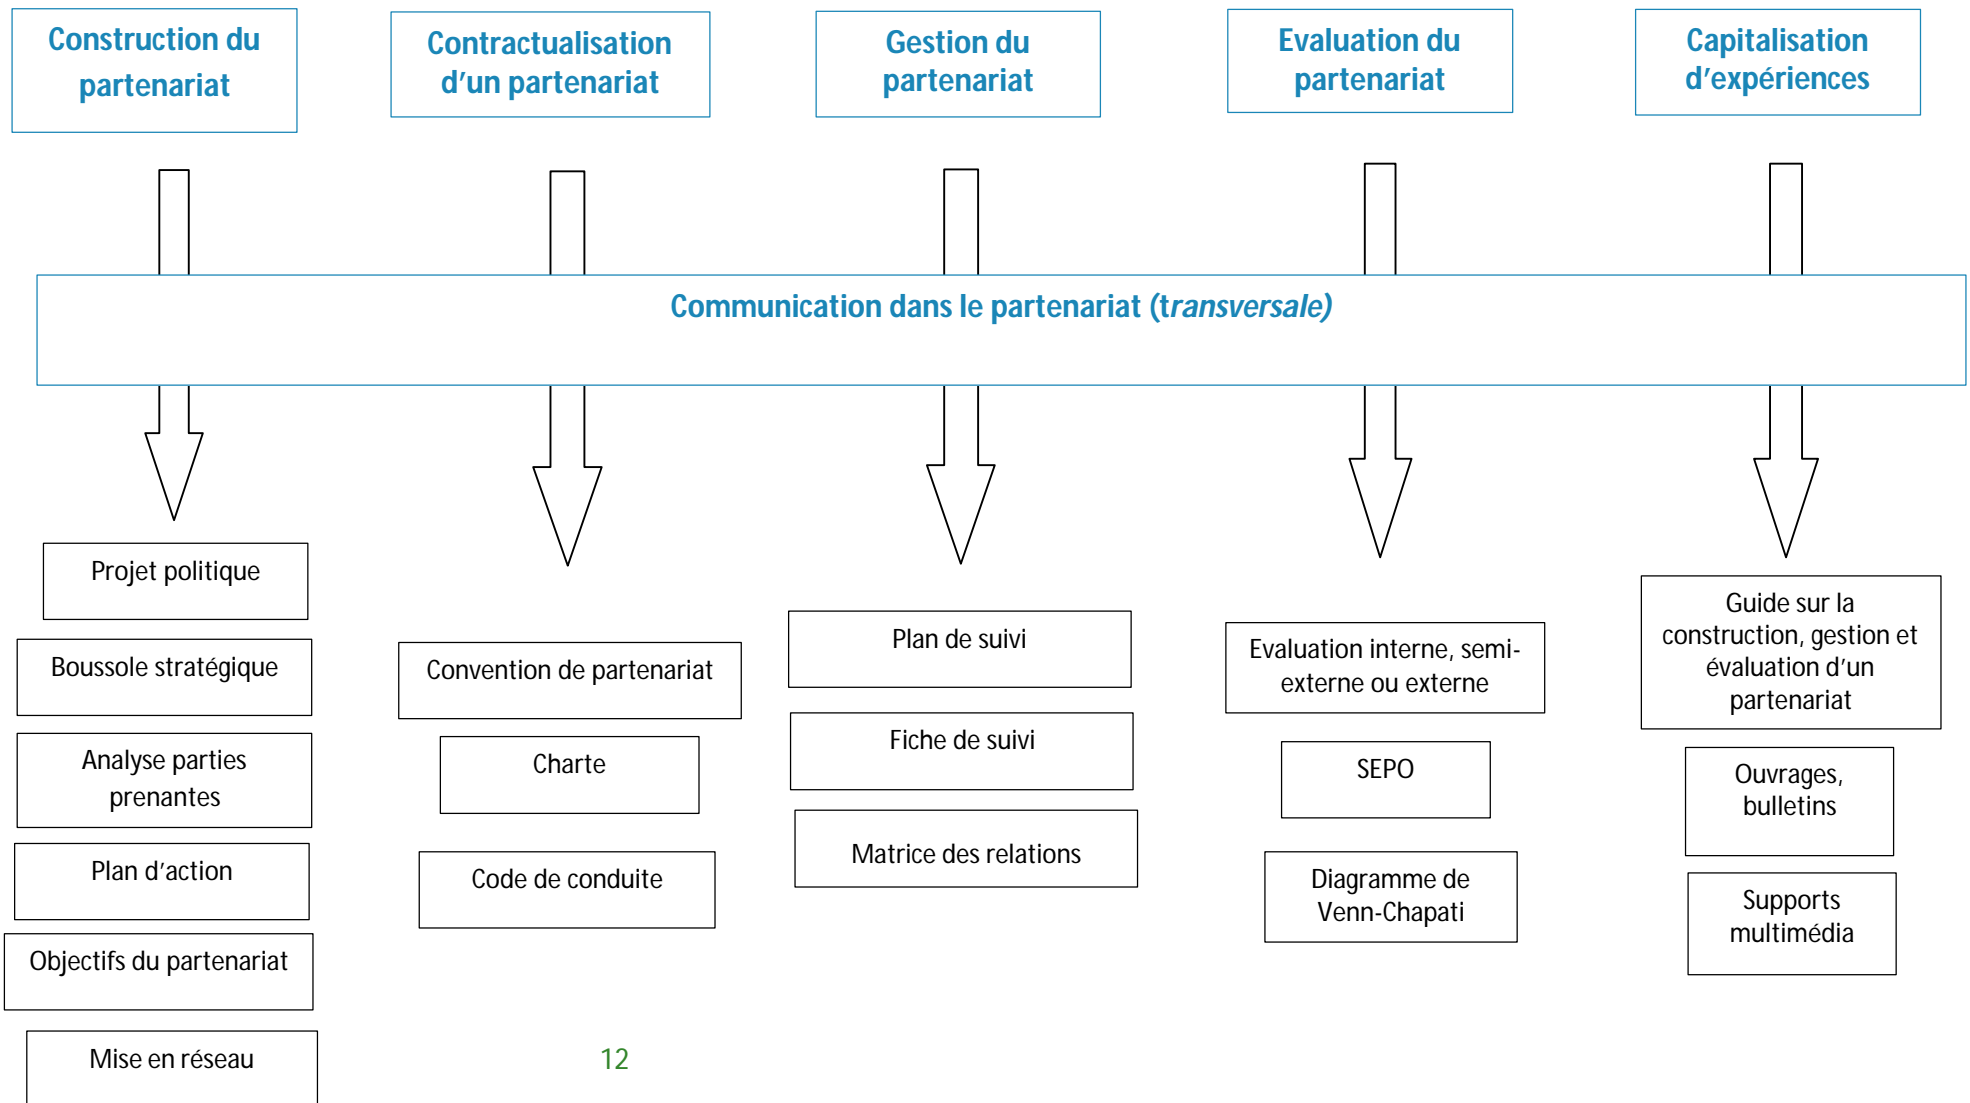 Construction du
partenariat
Contractualisation
d’un partenariat
Gestion du
partenariat
Evaluation du
partenariat
Capitalisation
d’expériences
Communication dans le partenariat (transversale)
Projet politique
Boussole stratégique
Analyse parties
prenantes
Plan d’action
Objectifs du partenariat
Mise en réseau
Convention de partenariat
Charte
Code de conduite
Plan de suivi
Fiche de suivi
Matrice des relations
Evaluation interne, semi-
externe ou externe
SEPO
Diagramme de
Venn-Chapati
Guide sur la
construction, gestion et
évaluation d’un
partenariat
Ouvrages,
bulletins
Supports
multimédia
12